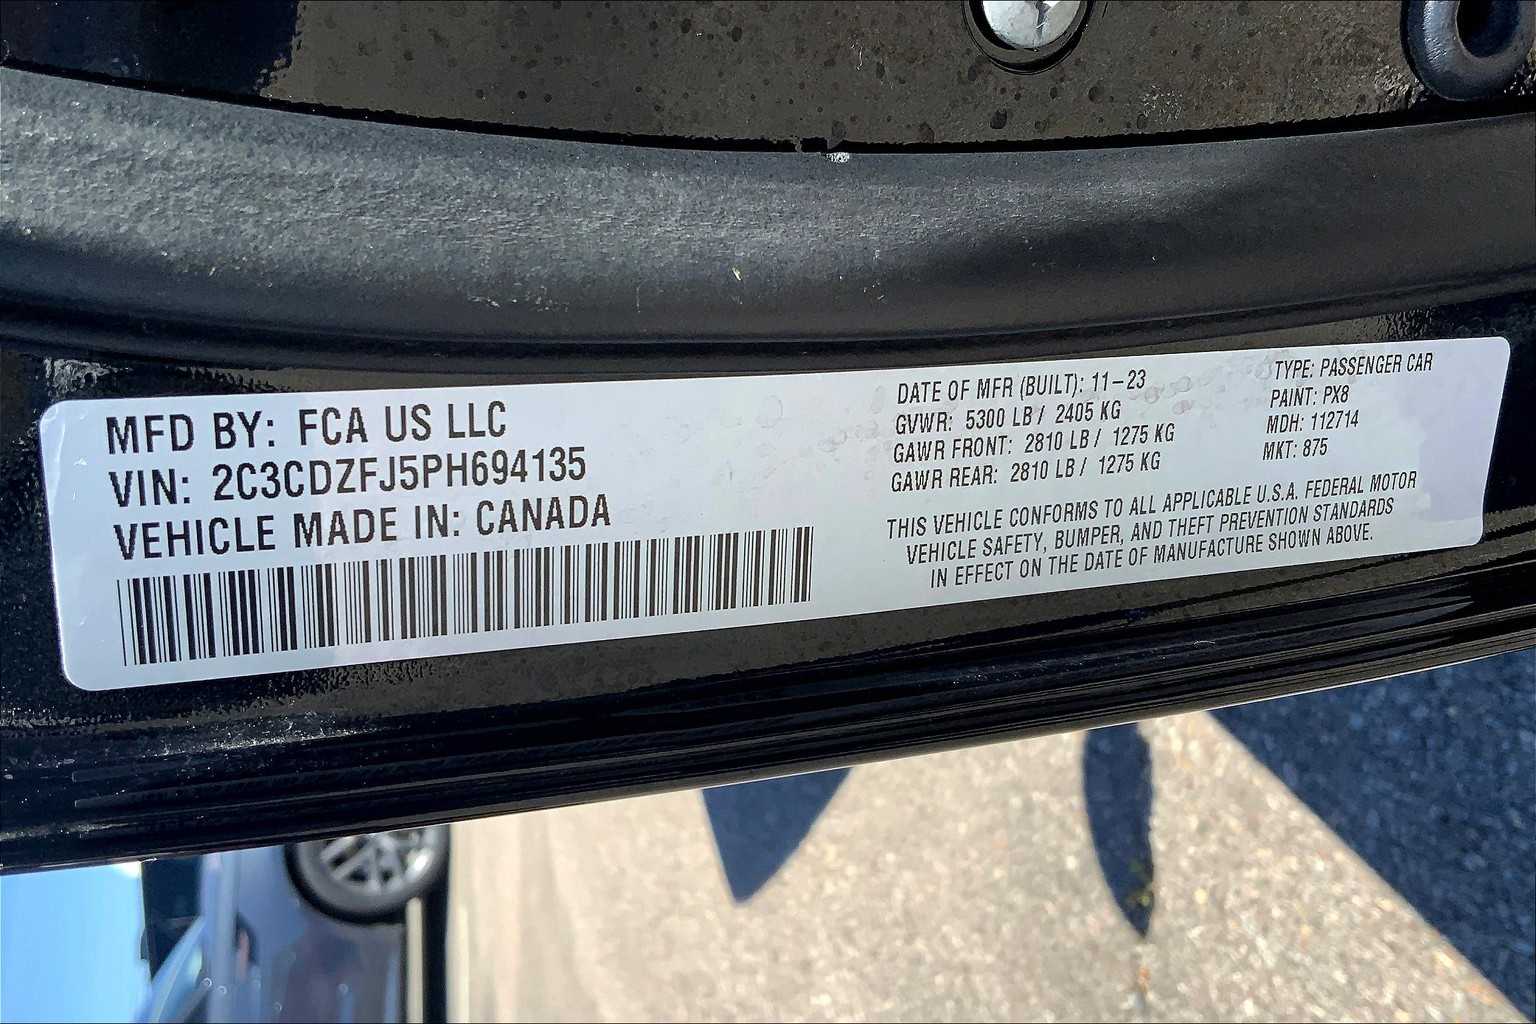 MFD BY: FCA US LLC
VIN: 2C3CDZFJ5PH694135
VEHICLE MADE IN: CANADA
DATE OF MFR (BUILT): 11-23
GVWR: 5300 LB / 2405 KG
GAWR FRONT: 2810 LB / 1275 KG
GAWR REAR: 2810 LB / 1275 KG
TYPE: PASSENGER CAR
PAINT: PX8
MDH: 112714
MKT: 875
THIS VEHICLE CONFORMS TO ALL APPLICABLE U.S.A. FEDERAL MOTOR
VEHICLE SAFETY, BUMPER, AND THEFT PREVENTION STANDARDS
IN EFFECT ON THE DATE OF MANUFACTURE SHOWN ABOVE.